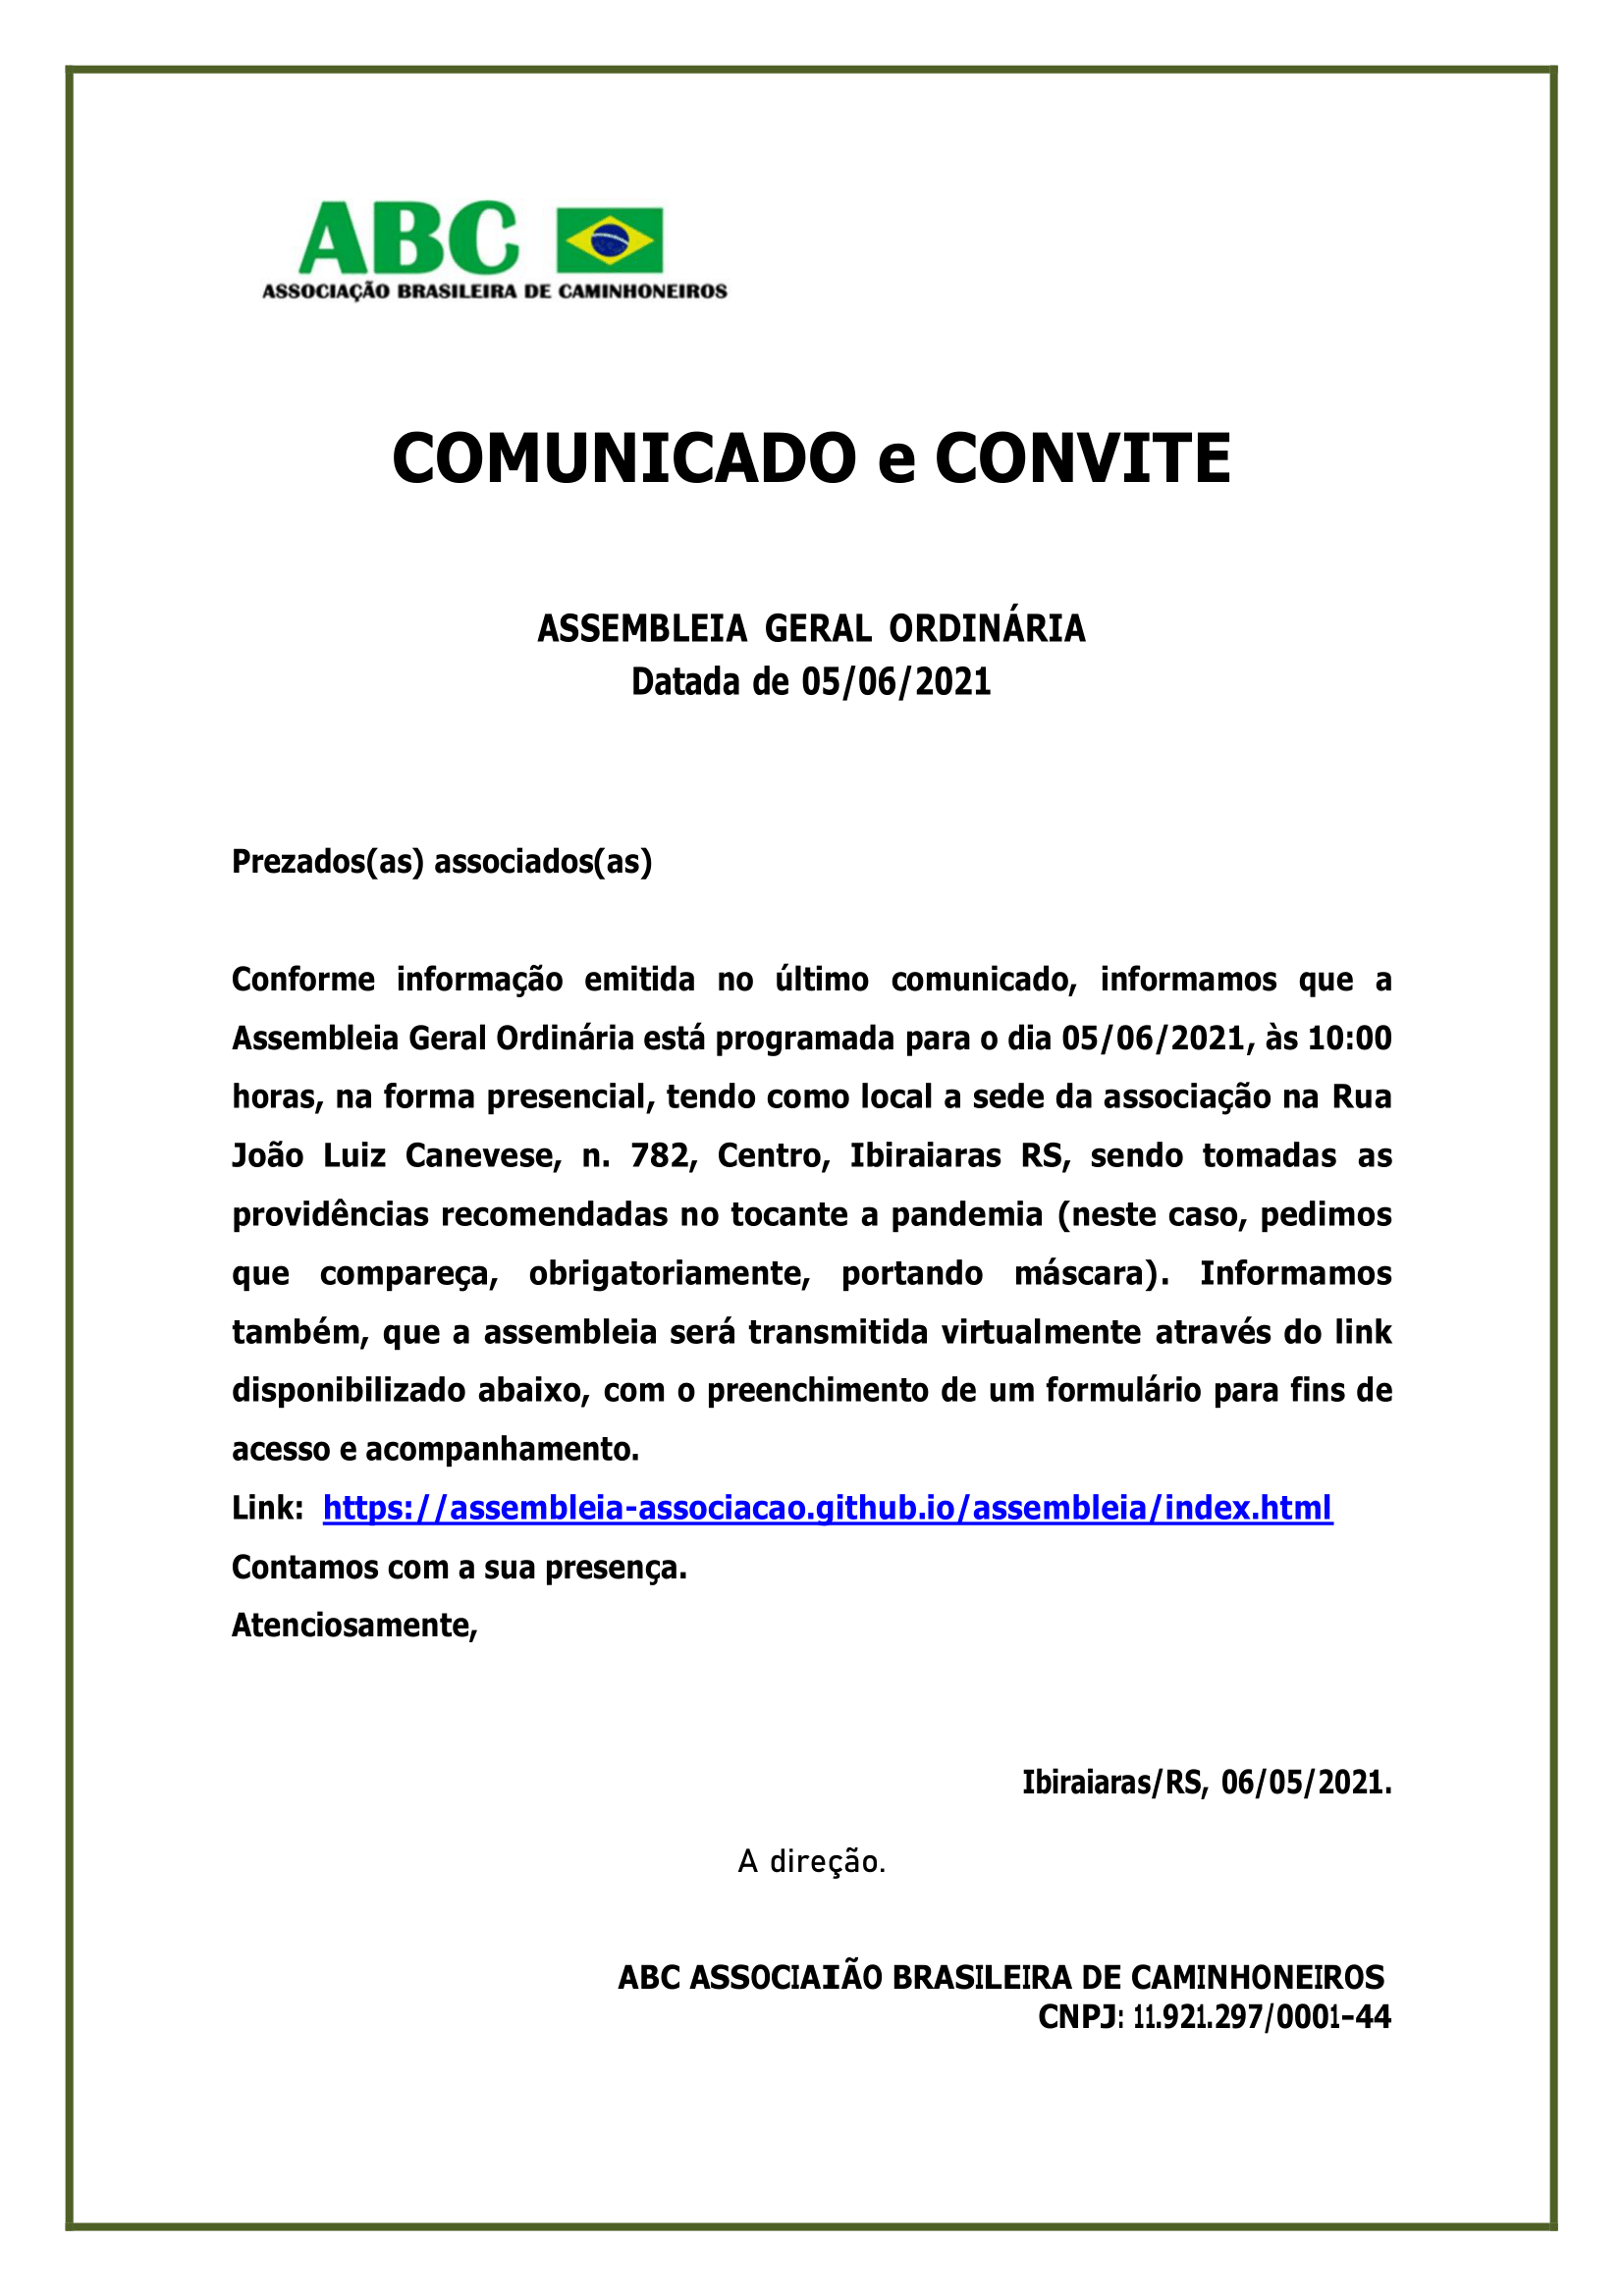 ABC
ASSOCIAÇÃO BRASILEIRA DE CAMINHONEIROS
COMUNICADO e CONVITE
ASSEMBLEIA GERAL ORDINÁRIA
Datada de 05/06/2021
Prezados(as) associados(as)
Conforme informação emitida no último comunicado, informamos que a
Assembleia Geral Ordinária está programada para o dia 05/06/2021, às 10:00
horas, na forma presencial, tendo como local a sede da associação na Rua
João Luiz Canevese, n. 782, Centro, Ibiraiaras RS, sendo tomadas as
providências recomendadas no tocante a pandemia (neste caso, pedimos
que compareça, obrigatoriamente, portando máscara). Informamos
também, que a assembleia será transmitida virtualmente através do link
disponibilizado abaixo, com o preenchimento de um formulário para fins de
acesso e acompanhamento.
Link: https://assembleia-associacao.github.io/assembleia/index.html
Contamos com a sua presença.
Atenciosamente,
Ibiraiaras/RS, 06/05/2021.
A direção.
ABC ASSOCIAIÃO BRASILEIRA DE CAMINHONEIROS
CNPJ: 11.921.297/0001-44